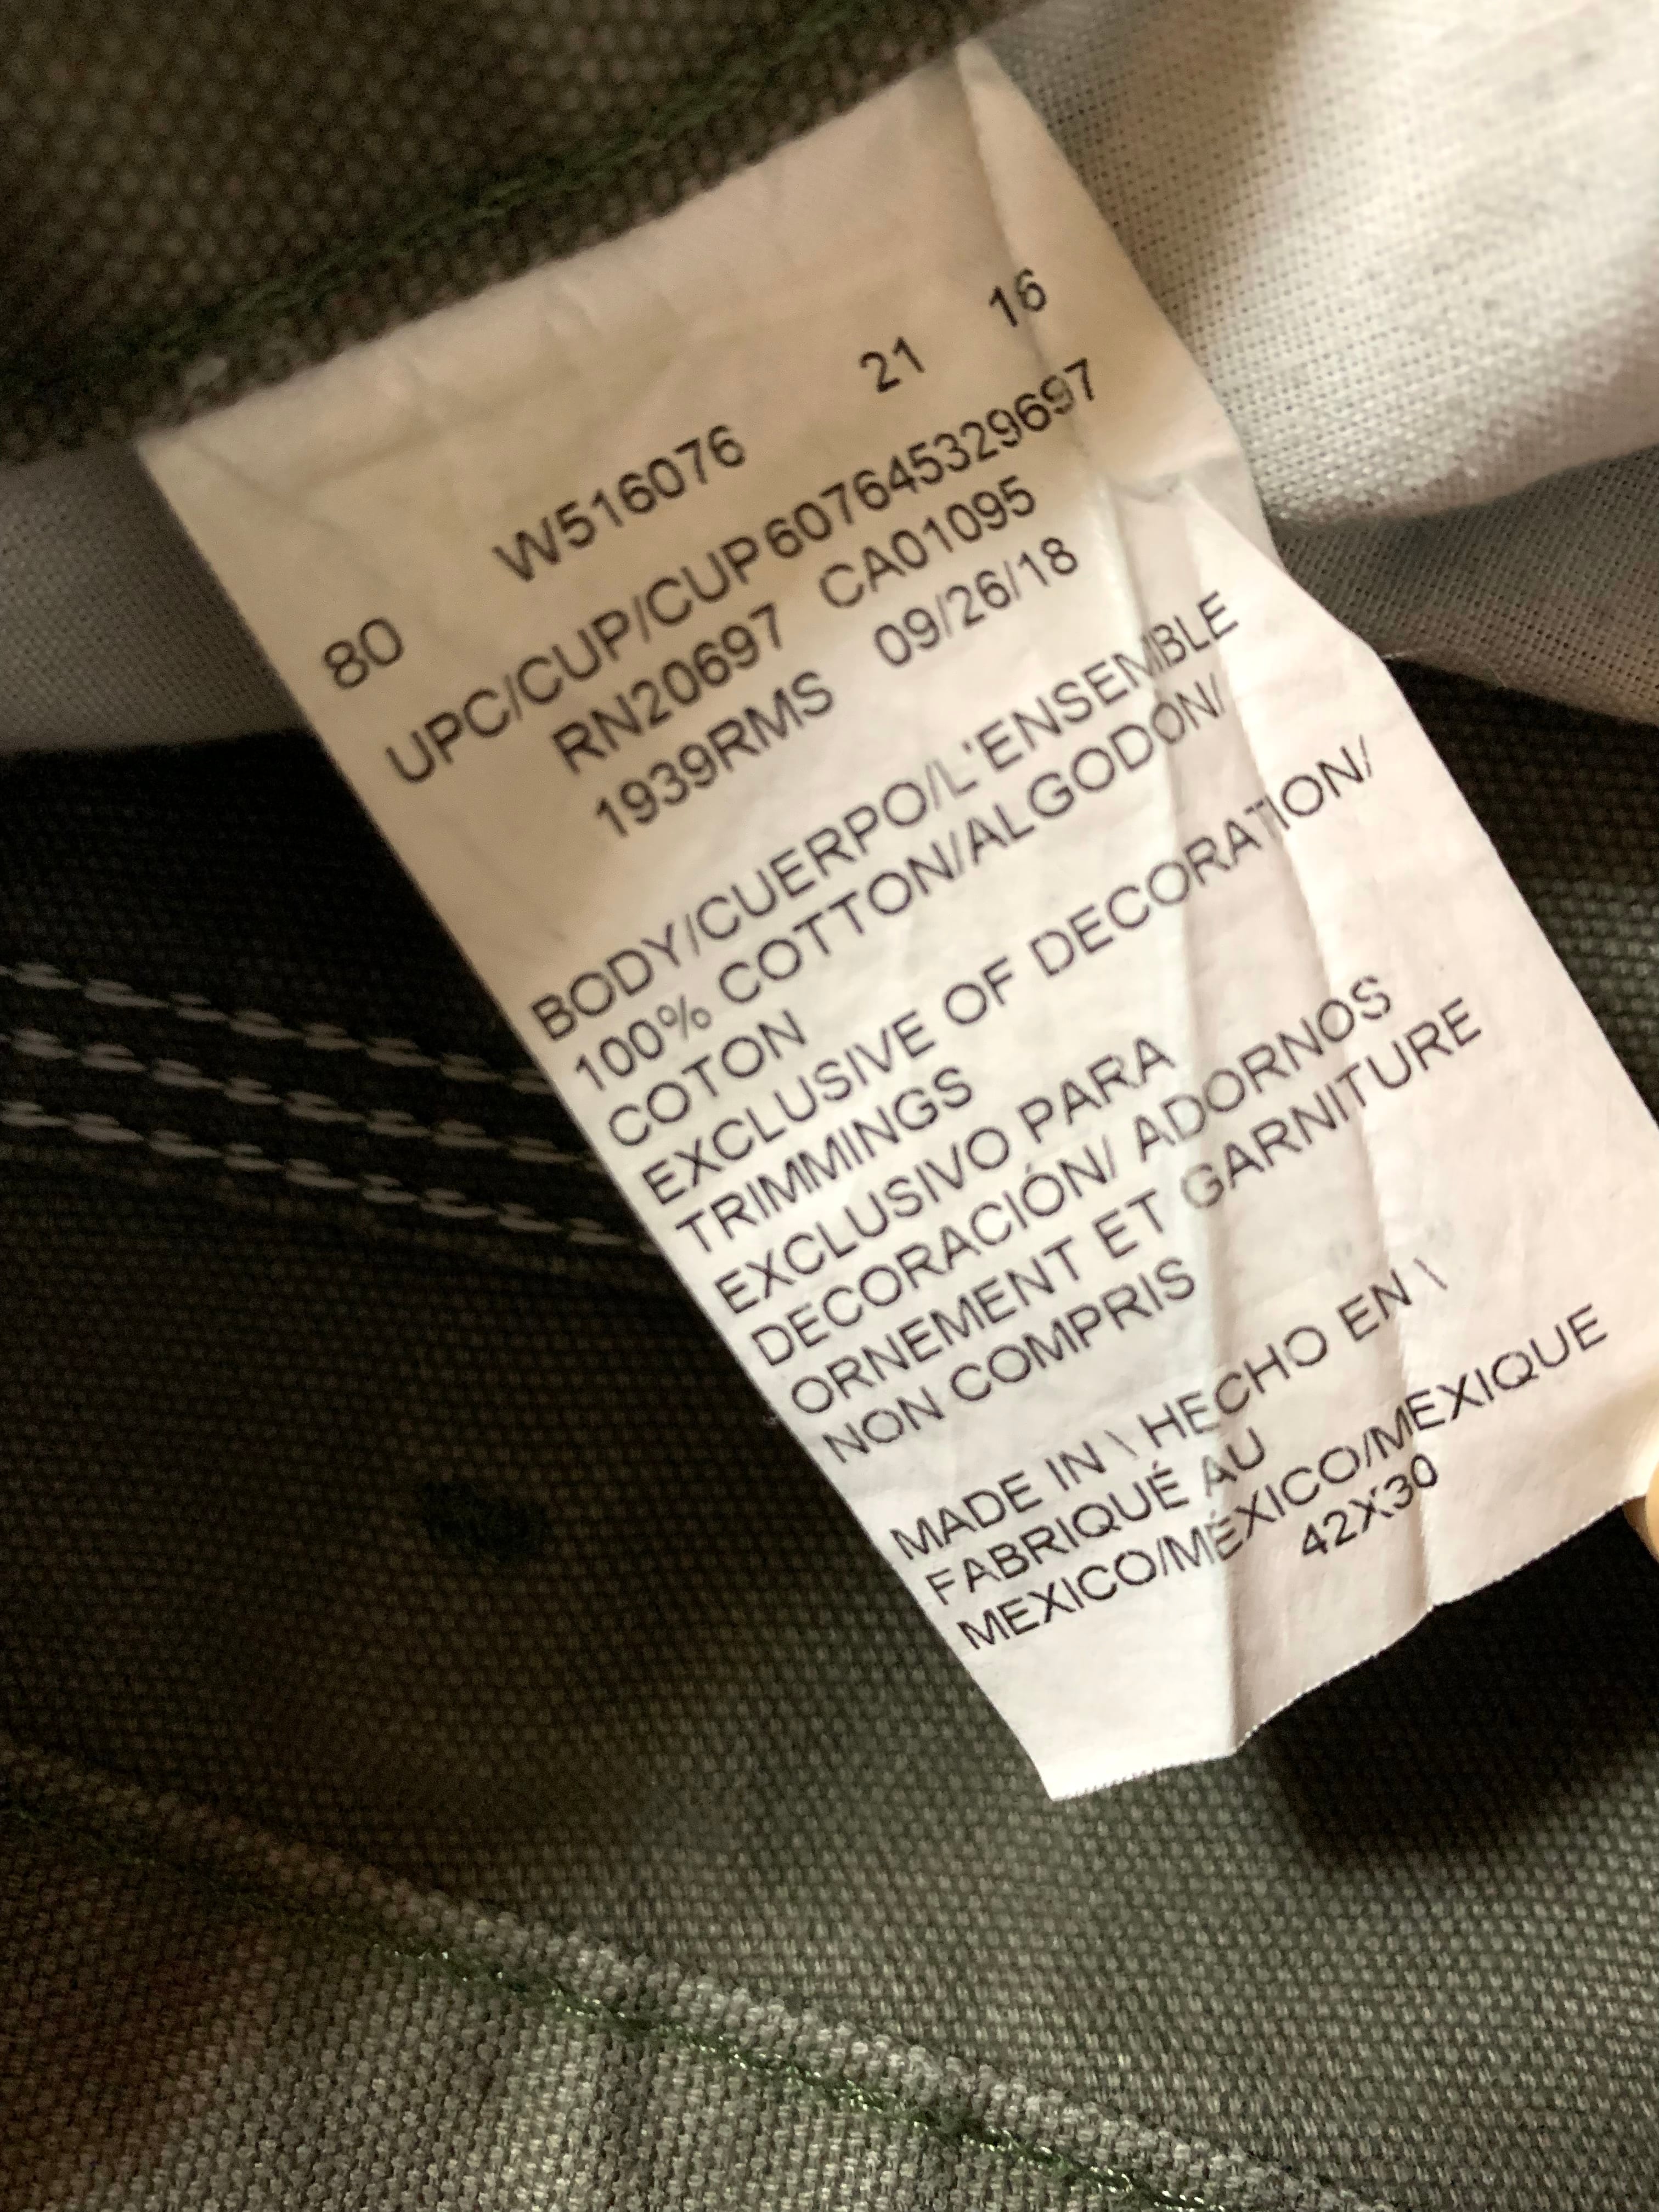 80 W516076 21 16
UPC/CUP/CUP607645329697
RN20697 CA01095
1939RMS 09/26/18
BODY/CUERPO/L'ENSEMBLE
100% COTTON/ALGODÓN/
COTON
EXCLUSIVE OF DECORATION/
TRIMMINGS
EXCLUSIVO PARA
DECORACIÓN/ ADORNOS
ORNEMENT ET GARNITURE
NON COMPRIS
MADE IN \ HECHO EN \
FABRIQUÉ AU
MEXICO/MÉXICO/MEXIQUE
42X30